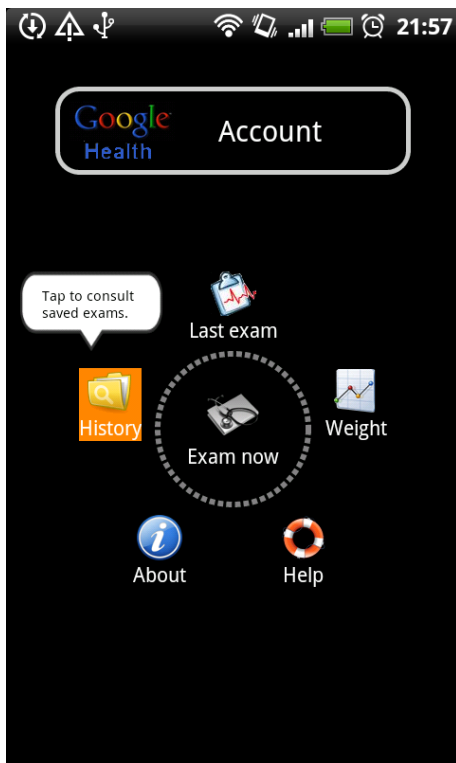 21:57
Google
Health
Account
Tap to consult
saved exams.
Last exam
History
Exam now
Weight
About
Help